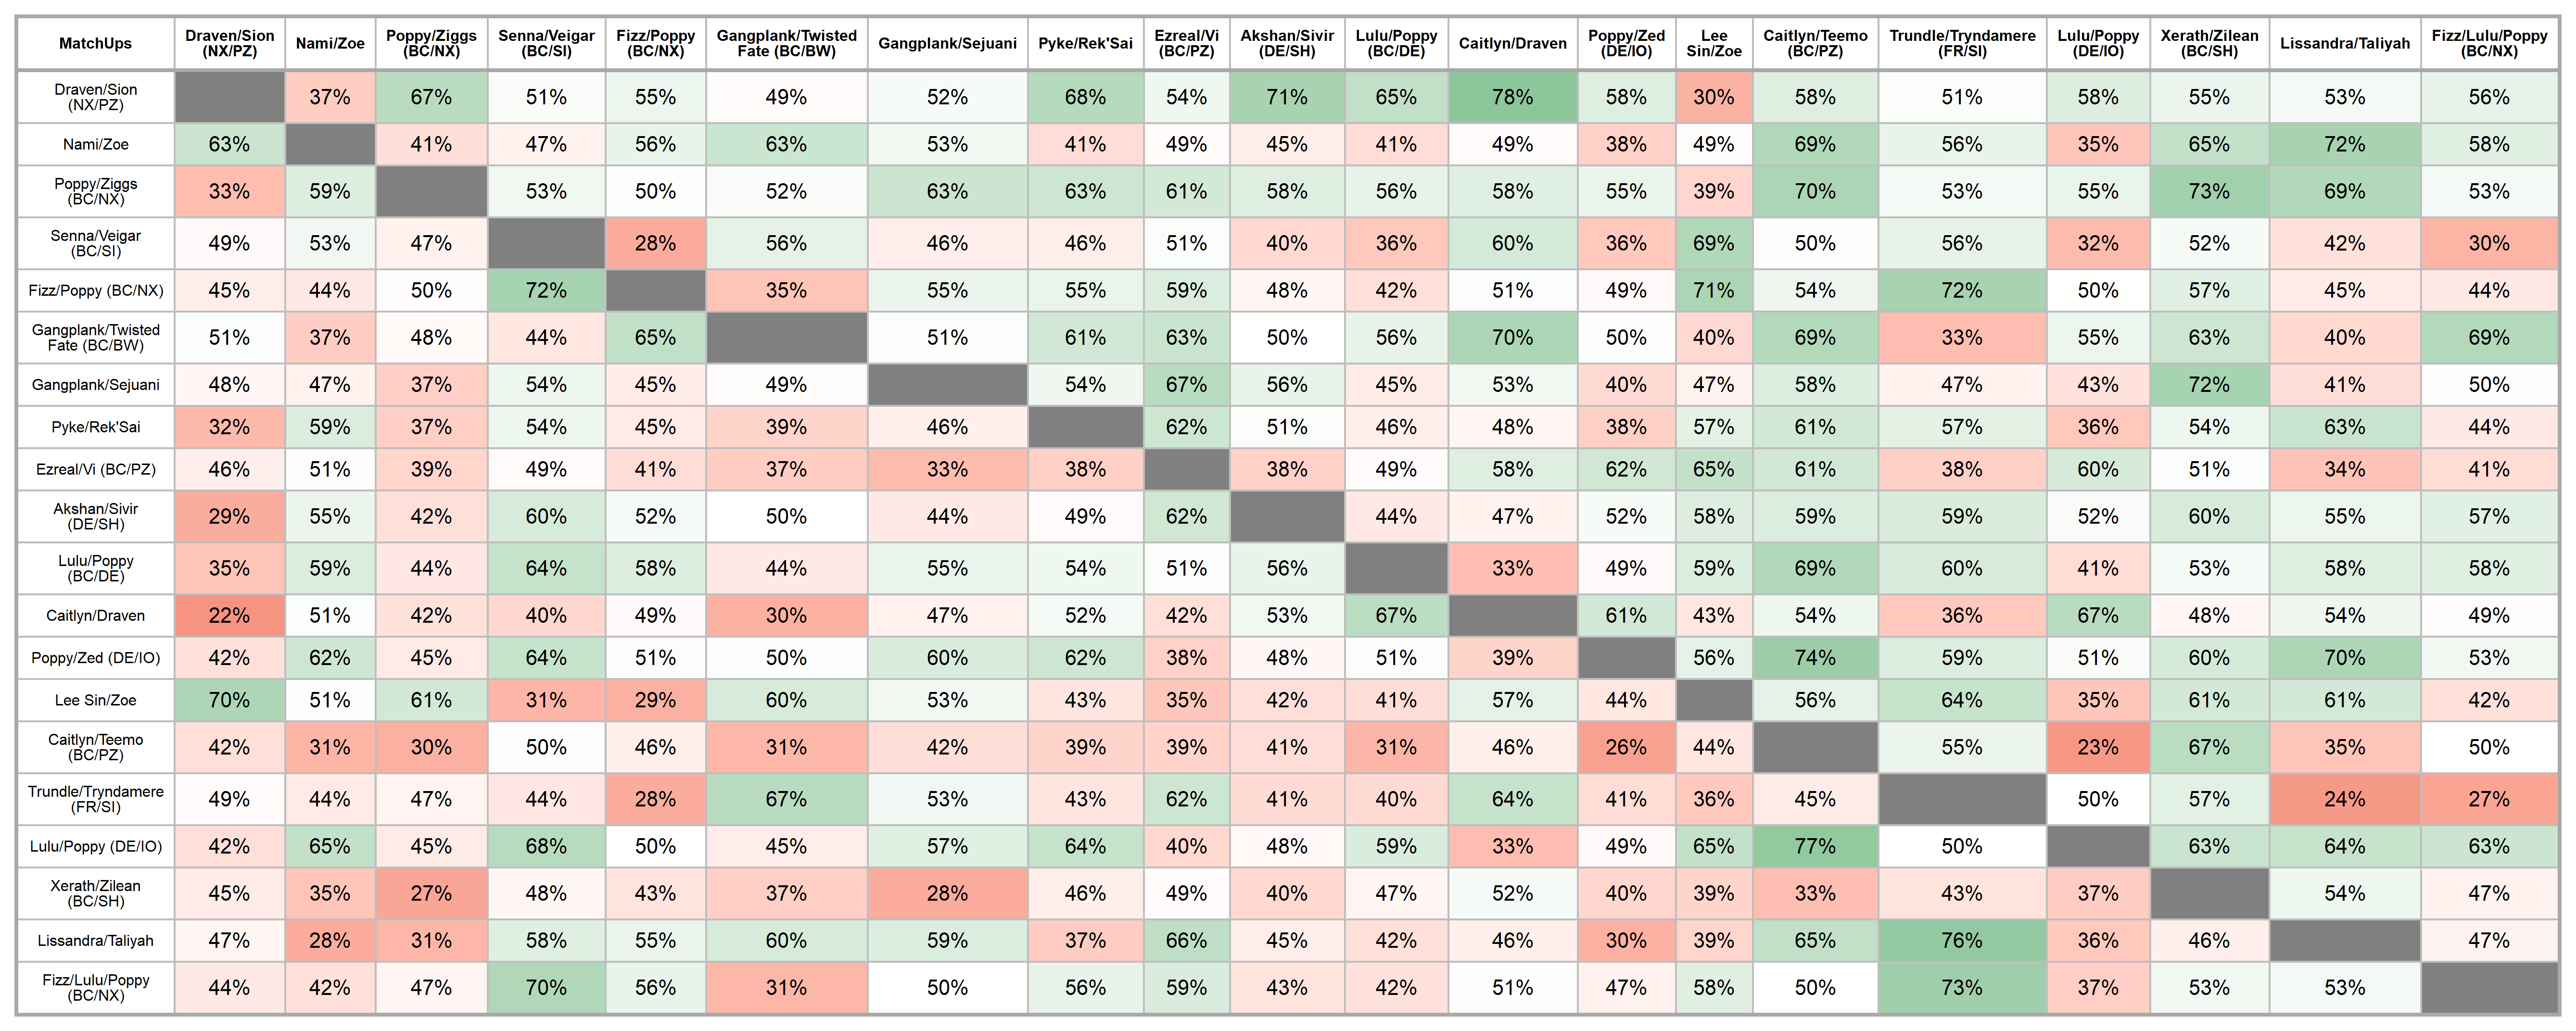 MatchUps Draven/Sion (NX/PZ) Nami/Zoe Poppy/Ziggs (BC/NX) Senna/Veigar (BC/SI) Fizz/Poppy (BC/NX) Gangplank/Twisted Fate (BC/BW) Gangplank/Sejuani Pyke/Rek'Sai Ezreal/Vi (BC/PZ) Akshan/Sivir (DE/SH) Lulu/Poppy (BC/DE) Caitlyn/Draven Poppy/Zed (DE/IO) Lee Sin/Zoe Caitlyn/Teemo (BC/PZ) Trundle/Tryndamere (FR/SI) Lulu/Poppy (DE/IO) Xerath/Zilean (BC/SH) Lissandra/Taliyah Fizz/Lulu/Poppy (BC/NX)
Draven/Sion (NX/PZ) 37% 67% 51% 55% 49% 52% 68% 54% 71% 65% 78% 58% 30% 58% 51% 58% 55% 53% 56%
Nami/Zoe 63% 41% 47% 56% 63% 53% 41% 49% 45% 41% 49% 38% 49% 69% 56% 35% 65% 72% 58%
Poppy/Ziggs (BC/NX) 33% 59% 53% 50% 52% 63% 63% 61% 58% 56% 58% 55% 39% 70% 53% 55% 73% 69% 53%
Senna/Veigar (BC/SI) 49% 53% 47% 28% 56% 46% 46% 51% 40% 36% 60% 36% 69% 50% 56% 32% 52% 42% 30%
Fizz/Poppy (BC/NX) 45% 44% 50% 72% 35% 55% 55% 59% 48% 42% 51% 49% 71% 54% 72% 50% 57% 45% 44%
Gangplank/Twisted Fate (BC/BW) 51% 37% 48% 44% 65% 51% 61% 63% 50% 56% 70% 50% 40% 69% 33% 55% 63% 40% 69%
Gangplank/Sejuani 48% 47% 37% 54% 45% 49% 54% 67% 56% 45% 53% 40% 47% 58% 47% 43% 72% 41% 50%
Pyke/Rek'Sai 32% 59% 37% 54% 45% 39% 46% 62% 51% 46% 48% 38% 57% 61% 57% 36% 54% 63% 44%
Ezreal/Vi (BC/PZ) 46% 51% 39% 49% 41% 37% 33% 38% 38% 49% 58% 62% 65% 61% 38% 60% 51% 34% 41%
Akshan/Sivir (DE/SH) 29% 55% 42% 60% 52% 50% 44% 49% 62% 44% 47% 52% 58% 59% 59% 52% 60% 55% 57%
Lulu/Poppy (BC/DE) 35% 59% 44% 64% 58% 44% 55% 54% 51% 56% 33% 49% 59% 69% 60% 41% 53% 58% 58%
Caitlyn/Draven 22% 51% 42% 40% 49% 30% 47% 52% 42% 53% 67% 61% 43% 54% 36% 67% 48% 54% 49%
Poppy/Zed (DE/IO) 42% 62% 45% 64% 51% 50% 60% 62% 38% 48% 51% 39% 56% 74% 59% 51% 60% 70% 53%
Lee Sin/Zoe 70% 51% 61% 31% 29% 60% 53% 43% 35% 42% 41% 57% 44% 56% 64% 35% 61% 61% 42%
Caitlyn/Teemo (BC/PZ) 42% 31% 30% 50% 46% 31% 42% 39% 39% 41% 31% 46% 26% 44% 55% 23% 67% 35% 50%
Trundle/Tryndamere (FR/SI) 49% 44% 47% 44% 28% 67% 53% 43% 62% 41% 40% 64% 41% 36% 45% 50% 57% 24% 27%
Lulu/Poppy (DE/IO) 42% 65% 45% 68% 50% 45% 57% 64% 40% 48% 59% 33% 49% 65% 77% 50% 63% 64% 63%
Xerath/Zilean (BC/SH) 45% 35% 27% 48% 43% 37% 28% 46% 49% 40% 47% 52% 40% 39% 33% 43% 37% 54% 47%
Lissandra/Taliyah 47% 28% 31% 58% 55% 60% 59% 37% 66% 45% 42% 46% 30% 39% 65% 76% 36% 46% 47%
Fizz/Lulu/Poppy (BC/NX) 44% 42% 47% 70% 56% 31% 50% 56% 59% 43% 42% 51% 47% 58% 50% 73% 37% 53% 53%